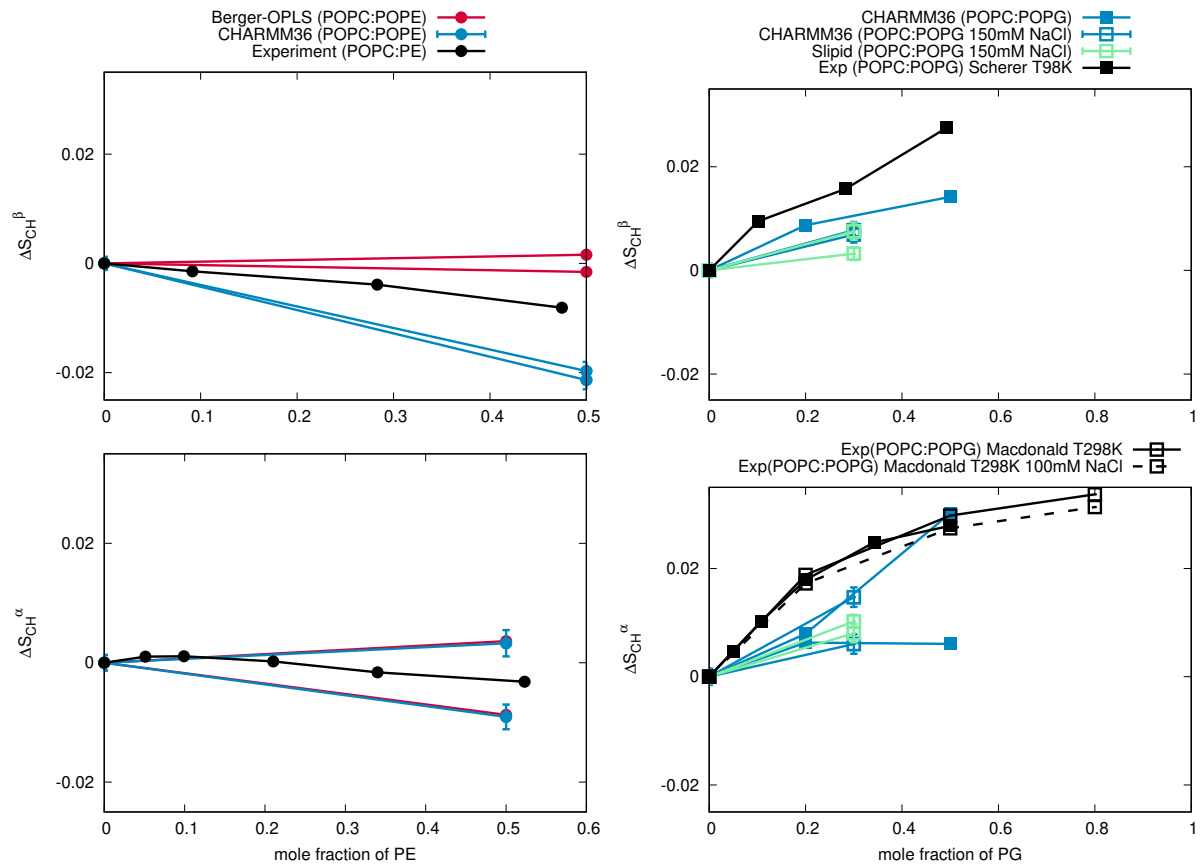 Berger-OPLS (POPC:POPE)
CHARMM36 (POPC:POPE)
Experiment (POPC:PE)
0.02
0
-0.02
ΔS_CH^β
0
0.1
0.2
0.3
0.4
0.5
CHARMM36 (POPC:POPG)
CHARMM36 (POPC:POPG 150mM NaCl)
Slipid (POPC:POPG 150mM NaCl)
Exp (POPC:POPG) Scherer T98K
0.02
0
-0.02
ΔS_CH^β
0
0.2
0.4
0.6
0.8
1
0.02
0
-0.02
ΔS_CH^α
0
0.1
0.2
0.3
0.4
0.5
0.6
mole fraction of PE
Exp(POPC:POPG) Macdonald T298K
Exp(POPC:POPG) Macdonald T298K 100mM NaCl
0.02
0
-0.02
ΔS_CH^α
0
0.2
0.4
0.6
0.8
1
mole fraction of PG